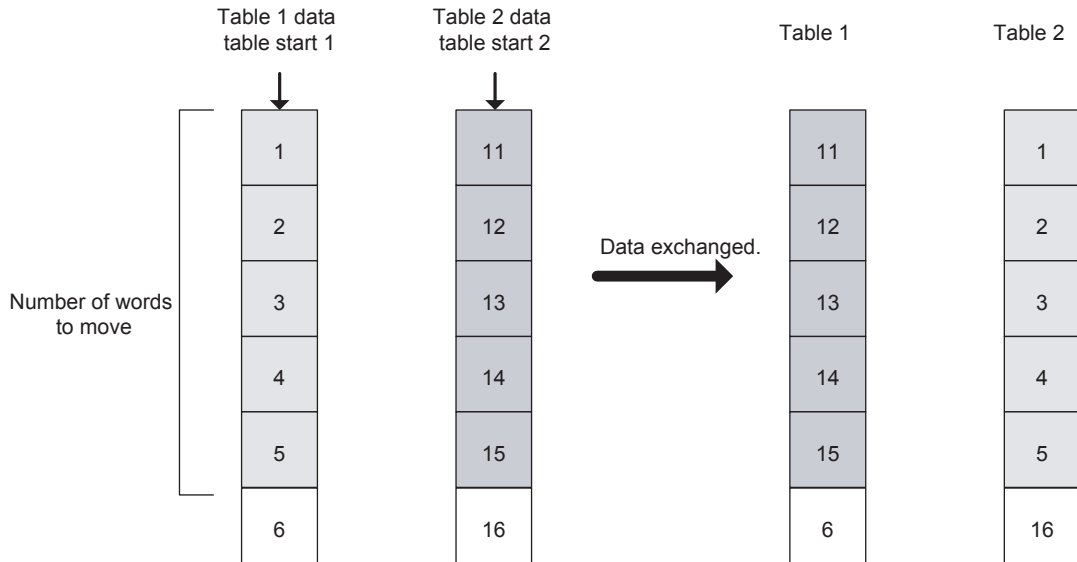 Table 1 data
table start 1
Table 2 data
table start 2
Table 1
Table 2
1
11
11
1
2
12
12
2
Data exchanged.
3
13
13
3
Number of words
to move
4
14
14
4
5
15
15
5
6
16
6
16